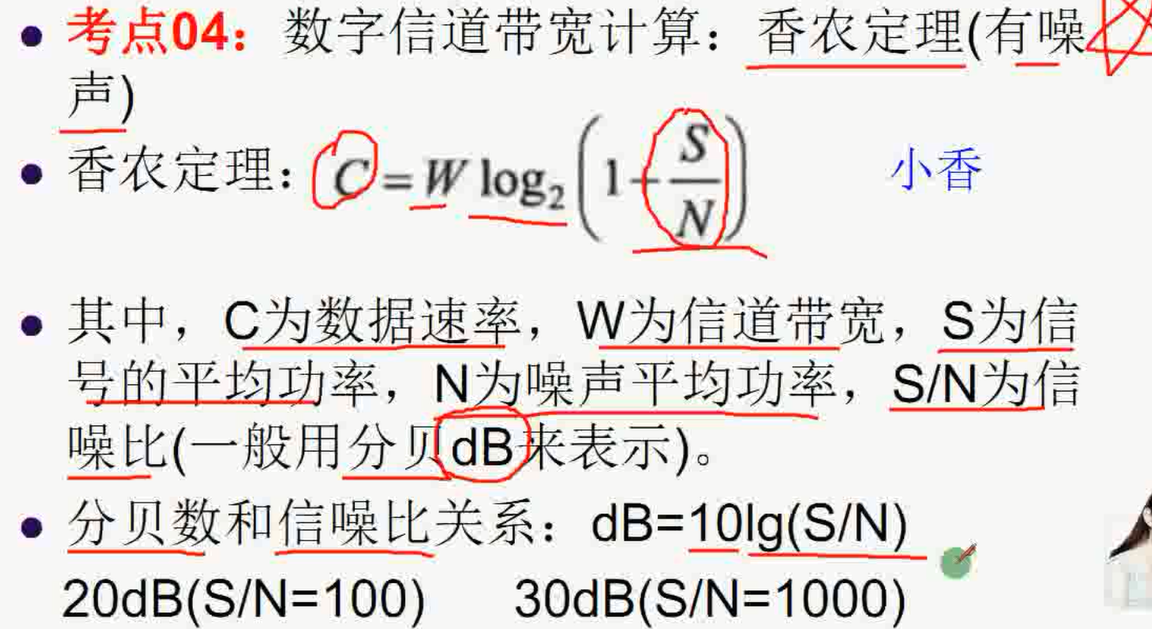 考点04：数字信道带宽计算：香农定理(有噪
声)
香农定理：C = W log₂(1+S/N)
小香
其中，C为数据速率，W为信道带宽，S为信
号的平均功率，N为噪声平均功率，S/N为信
噪比(一般用分贝dB来表示)。
分贝数和信噪比关系：dB=10lg(S/N)
20dB(S/N=100) 30dB(S/N=1000)